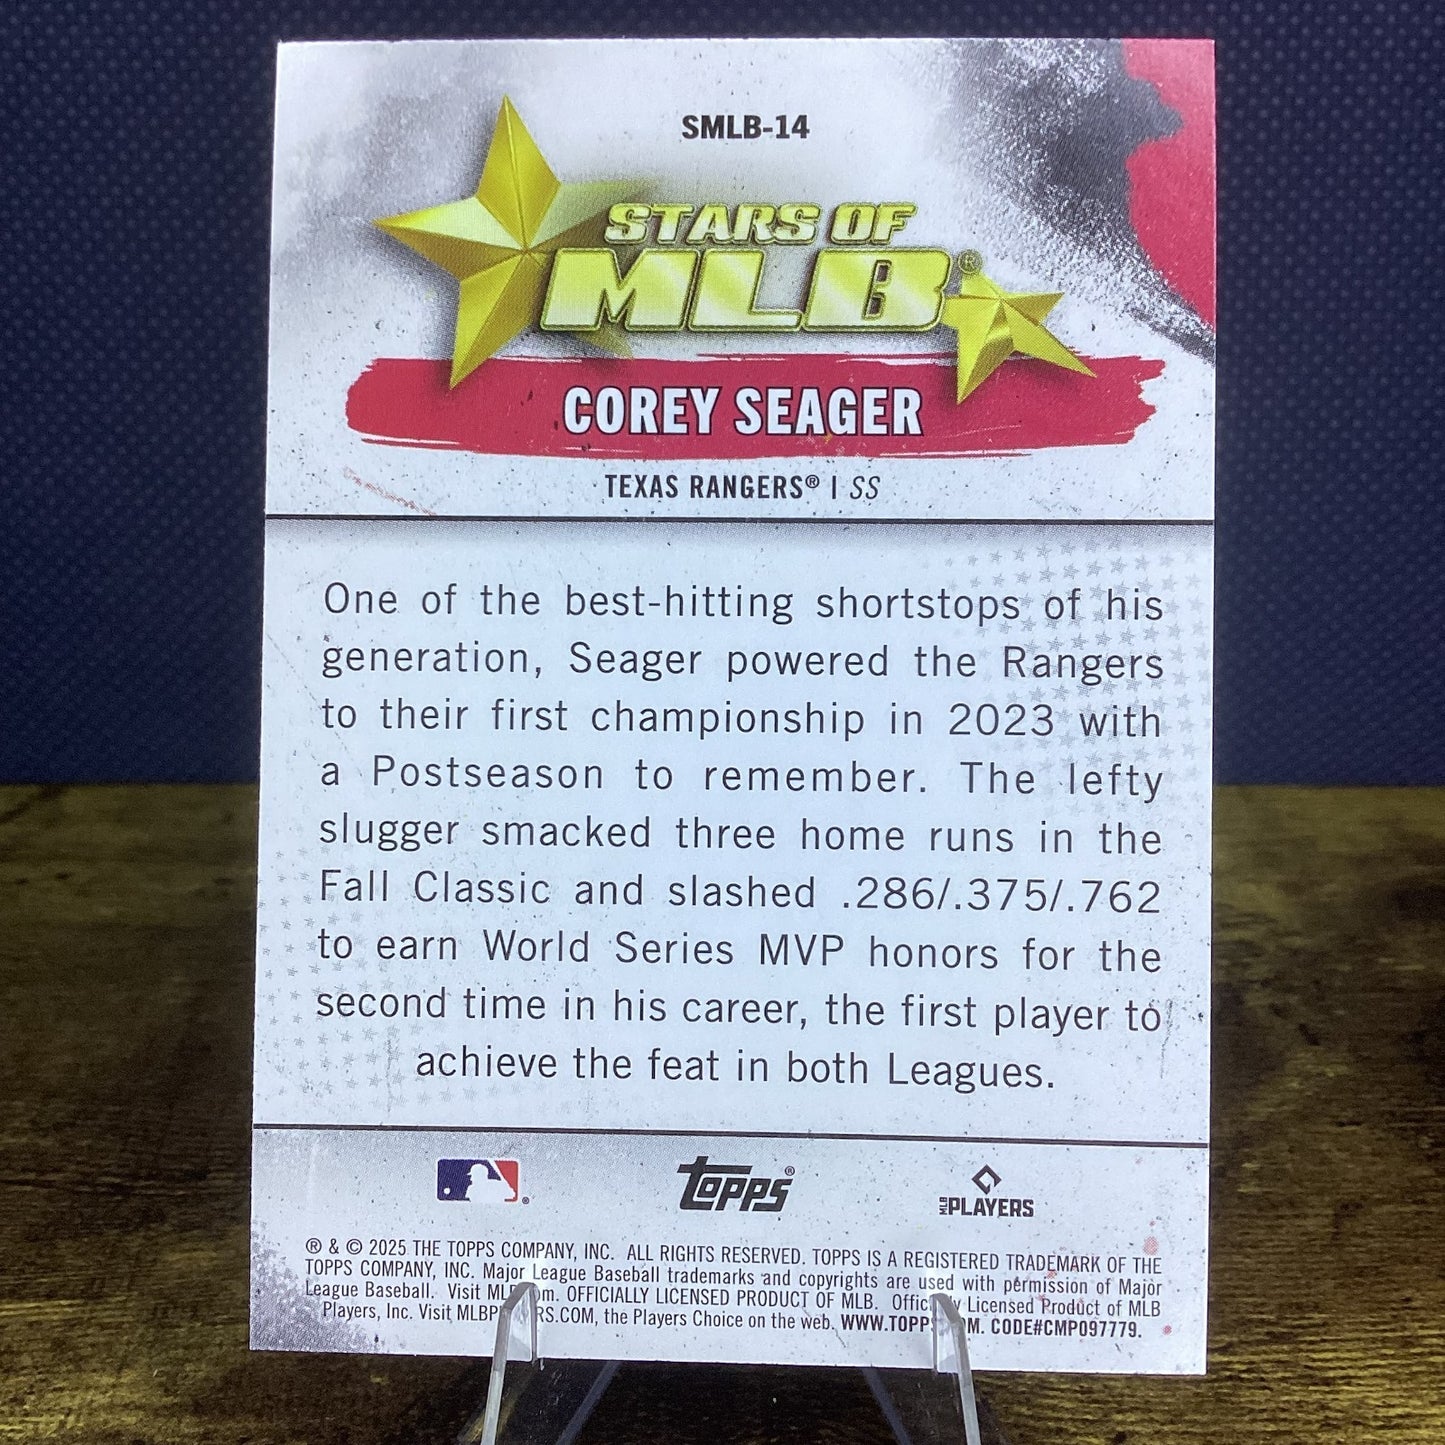 SMLB-14
STARS OF
MLB®
COREY SEAGER
TEXAS RANGERS® | SS
One of the best-hitting shortstops of his
generation, Seager powered the Rangers
to their first championship in 2023 with
a Postseason to remember. The lefty
slugger smacked three home runs in the
Fall Classic and slashed .286/.375/.762
to earn World Series MVP honors for the
second time in his career, the first player to
achieve the feat in both Leagues.
® topps® MLB PLAYERS
® & © 2025 THE TOPPS COMPANY, INC. ALL RIGHTS RESERVED. TOPPS IS A REGISTERED TRADEMARK OF THE
TOPPS COMPANY, INC. Major League Baseball trademarks and copyrights are used with permission of Major
League Baseball. Visit OFFICIALLY LICENSED PRODUCT OF MLB. Licensed Product of MLB
Players, Inc. Visit the Players Choice on the web. CODE#CMP097779.